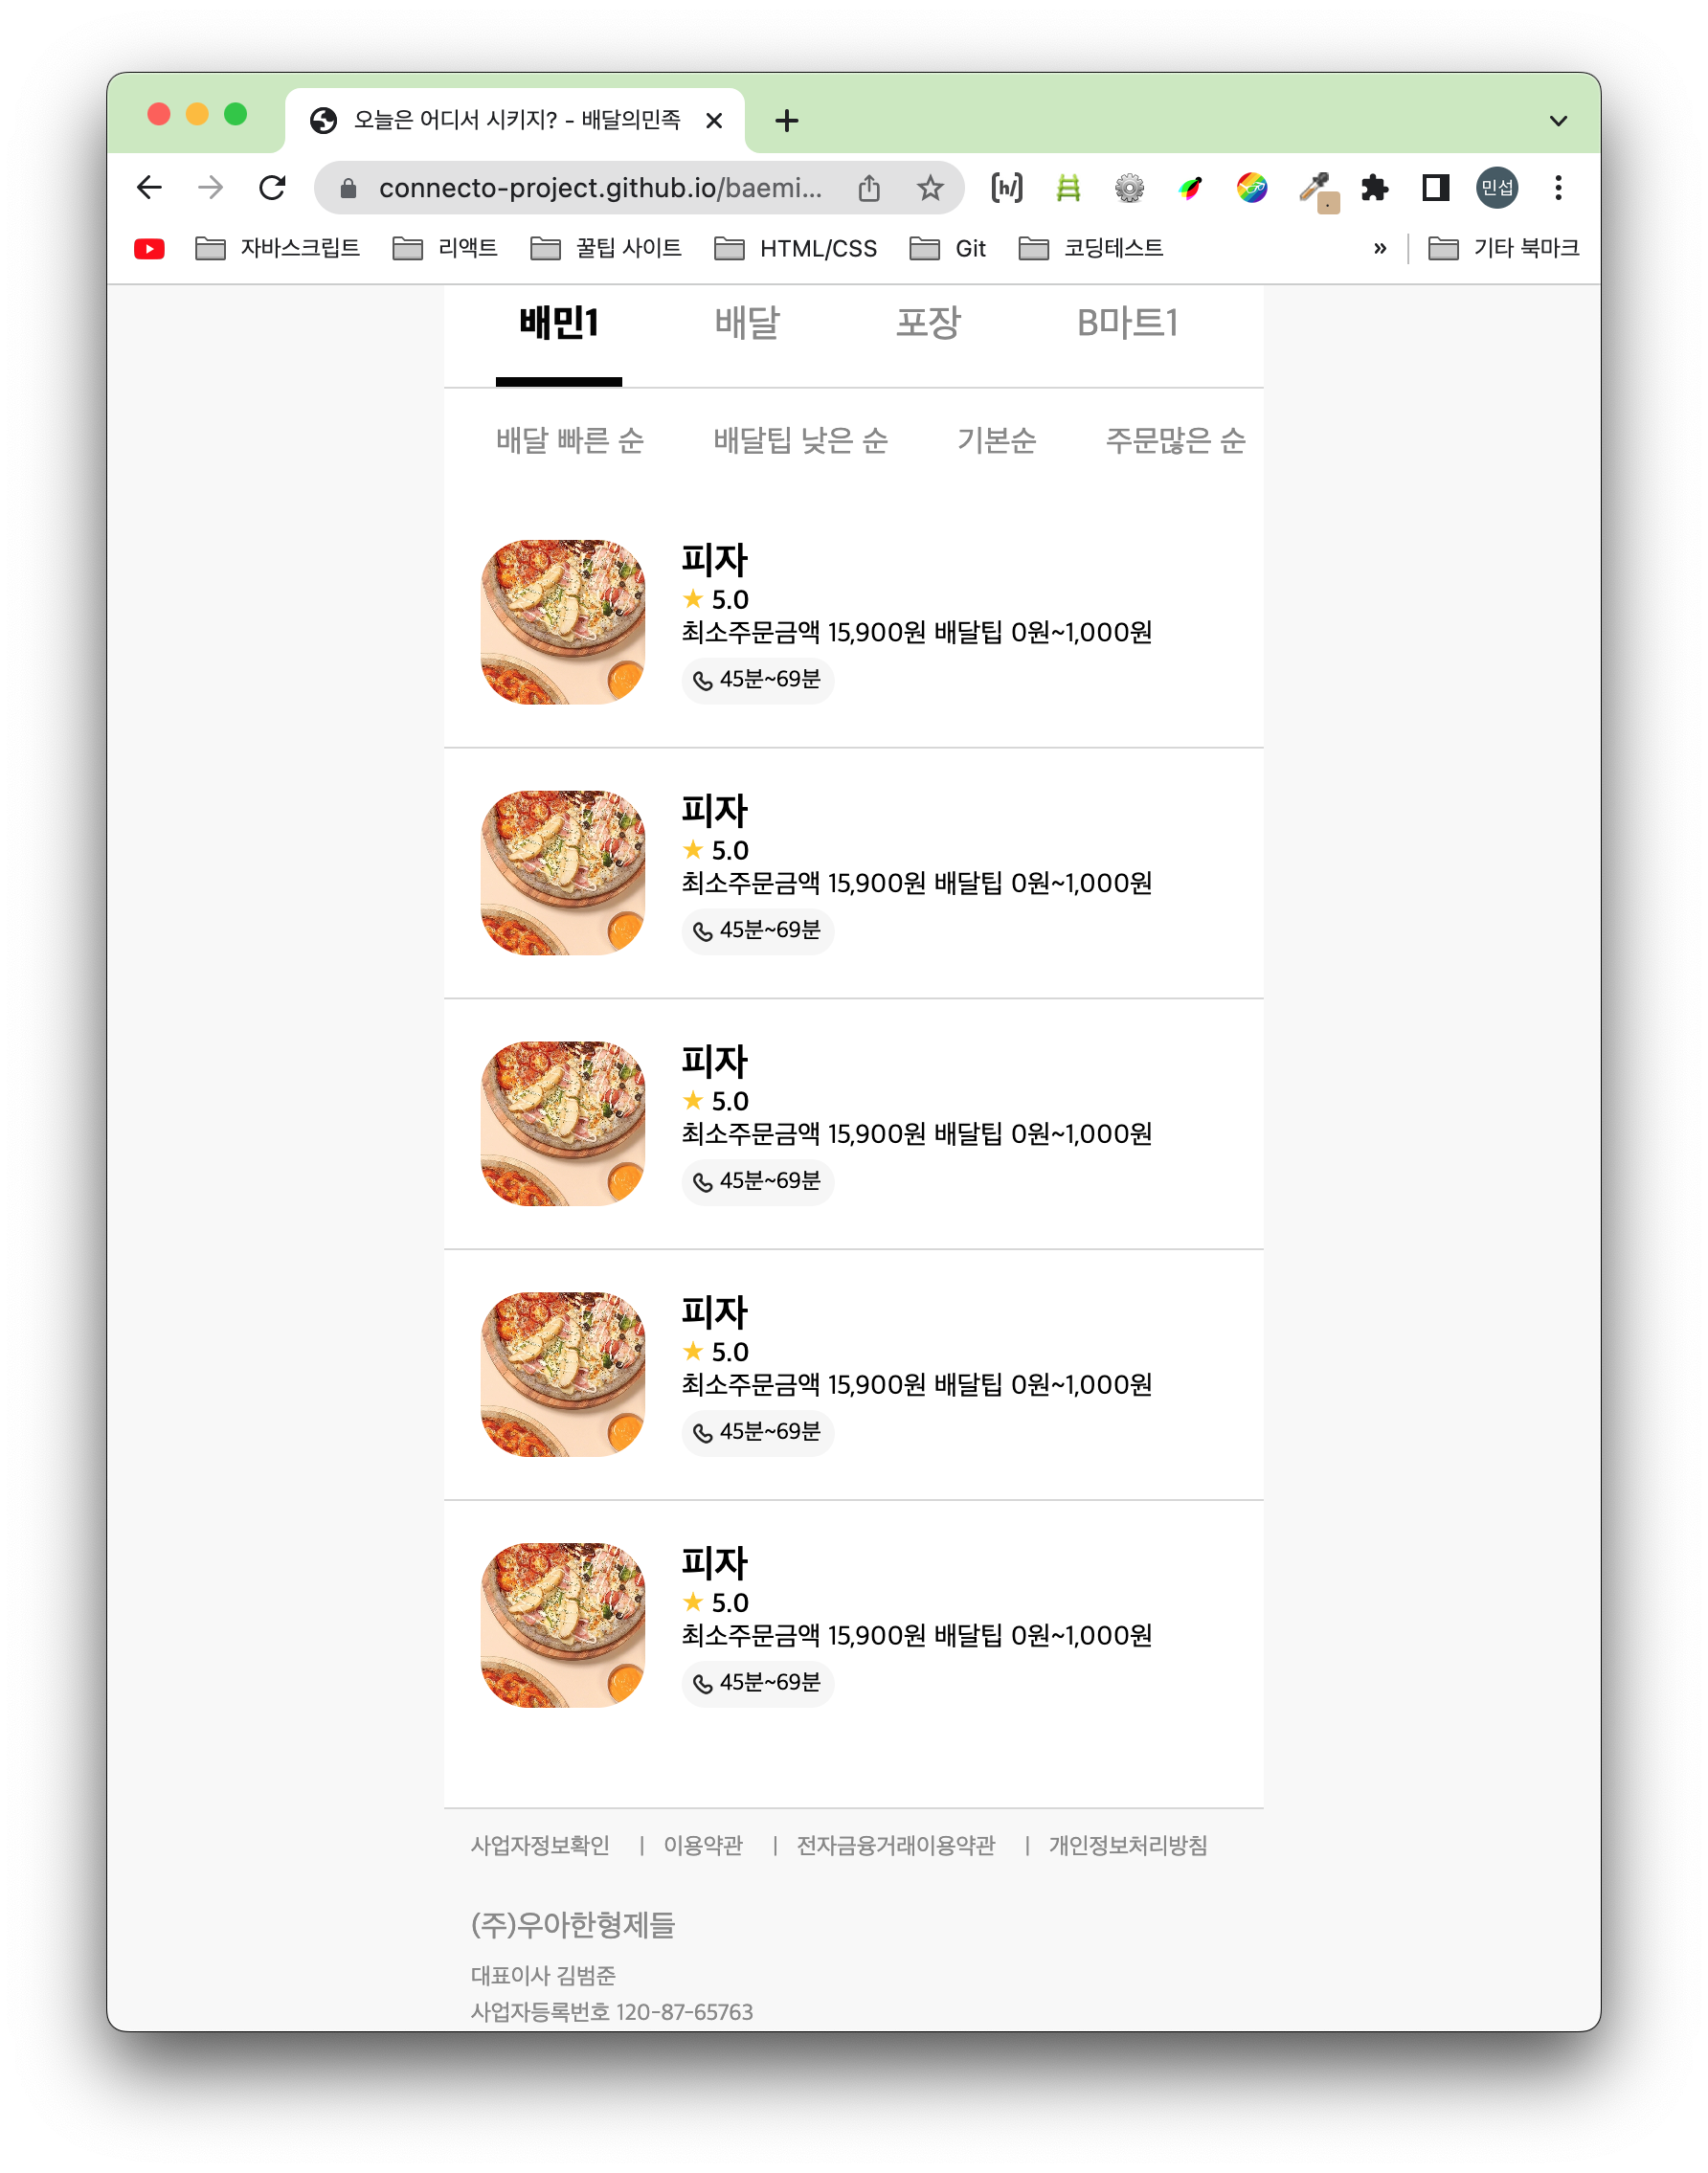 오늘은 어디서 시키지? - 배달의민족
connecto-project.github.io/baemi...
[h/]
민섭
자바스크립트 리액트 꿀팁 사이트 HTML/CSS Git 코딩테스트 » 기타 북마크
배민1 배달 포장 B마트1
배달 빠른 순 배달팁 낮은 순 기본순 주문많은 순
피자
★ 5.0
최소주문금액 15,900원 배달팁 0원~1,000원
45분~69분
피자
★ 5.0
최소주문금액 15,900원 배달팁 0원~1,000원
45분~69분
피자
★ 5.0
최소주문금액 15,900원 배달팁 0원~1,000원
45분~69분
피자
★ 5.0
최소주문금액 15,900원 배달팁 0원~1,000원
45분~69분
피자
★ 5.0
최소주문금액 15,900원 배달팁 0원~1,000원
45분~69분
사업자정보확인 | 이용약관 | 전자금융거래이용약관 | 개인정보처리방침
(주)우아한형제들
대표이사 김범준
사업자등록번호 120-87-65763